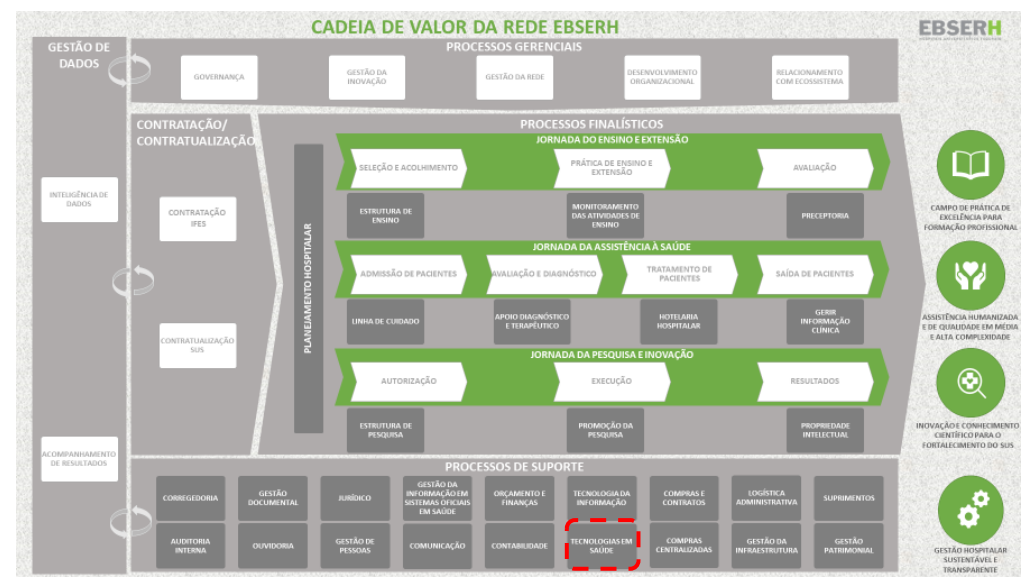 CADEIA DE VALOR DA REDE EBSERH
EBSERH
GESTÃO DE
DADOS
INTELIGÊNCIA DE
DADOS
ACOMPANHAMENTO
DE RESULTADOS
PROCESSOS GERENCIAIS
GOVERNANÇA
GESTÃO DA
INOVAÇÃO
GESTÃO DA REDE
DESENVOLVIMENTO
ORGANIZACIONAL
RELACIONAMENTO
COM ECOSSISTEMA
CONTRATAÇÃO/
CONTRATUALIZAÇÃO
CONTRATAÇÃO
IFES
CONTRATUALIZAÇÃO
SUS
PROCESSOS FINALÍSTICOS
PLANEJAMENTO HOSPITALAR
JORNADA DO ENSINO E EXTENSÃO
SELEÇÃO E ACOLHIMENTO
PRÁTICA DE ENSINO E
EXTENSÃO
AVALIAÇÃO
ESTRUTURA DE
ENSINO
MONITORAMENTO
DAS ATIVIDADES DE
ENSINO
PRECEPTORIA
JORNADA DA ASSISTÊNCIA À SAÚDE
ADMISSÃO DE PACIENTES
AVALIAÇÃO E DIAGNÓSTICO
TRATAMENTO DE
PACIENTES
SAÍDA DE PACIENTES
LINHA DE CUIDADO
APOIO DIAGNÓSTICO
E TERAPÊUTICO
HOTELARIA
HOSPITALAR
GERIR
INFORMAÇÃO
CLÍNICA
JORNADA DA PESQUISA E INOVAÇÃO
AUTORIZAÇÃO
EXECUÇÃO
RESULTADOS
ESTRUTURA DE
PESQUISA
PROMOÇÃO DA
PESQUISA
PROPRIEDADE
INTELECTUAL
PROCESSOS DE SUPORTE
CORREGEDORIA
GESTÃO
DOCUMENTAL
JURÍDICO
GESTÃO DA
INFORMAÇÃO EM
SISTEMAS OFICIAIS
EM SAÚDE
ORÇAMENTO E
FINANÇAS
TECNOLOGIA DA
INFORMAÇÃO
COMPRAS E
CONTRATOS
LOGÍSTICA
ADMINISTRATIVA
SUPRIMENTOS
AUDITORIA
INTERNA
OUVIDORIA
GESTÃO DE
PESSOAS
COMUNICAÇÃO
CONTABILIDADE
TECNOLOGIAS EM
SAÚDE
COMPRAS
CENTRALIZADAS
GESTÃO DA
INFRAESTRUTURA
GESTÃO
PATRIMONIAL
CAMPO DE PRÁTICA DE
EXCELÊNCIA PARA
FORMAÇÃO PROFISSIONAL
ASSISTÊNCIA HUMANIZADA
E DE QUALIDADE EM MÉDIA
E ALTA COMPLEXIDADE
INOVAÇÃO E CONHECIMENTO
CIENTÍFICO PARA O
FORTALECIMENTO DO SUS
GESTÃO HOSPITALAR
SUSTENTÁVEL E
TRANSPARENTE